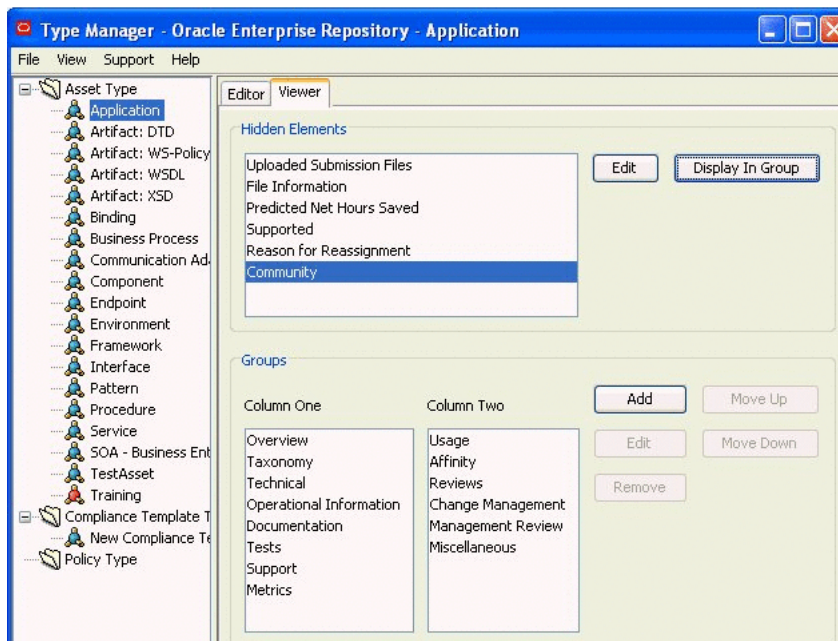 Type Manager - Oracle Enterprise Repository - Application
File View Support Help
Asset Type
Application
Artifact: DTD
Artifact: WS-Policy
Artifact: WSDL
Artifact: XSD
Binding
Business Process
Communication Ad
Component
Endpoint
Environment
Framework
Interface
Pattern
Procedure
Service
SOA - Business Ent
TestAsset
Training
Compliance Template T
New Compliance Te
Policy Type
Editor Viewer
Hidden Elements
Uploaded Submission Files
File Information
Predicted Net Hours Saved
Supported
Reason for Reassignment
Community
Edit Display In Group
Groups
Column One
Overview
Taxonomy
Technical
Operational Information
Documentation
Tests
Support
Metrics
Column Two
Usage
Affinity
Reviews
Change Management
Management Review
Miscellaneous
Add Move Up
Edit Move Down
Remove